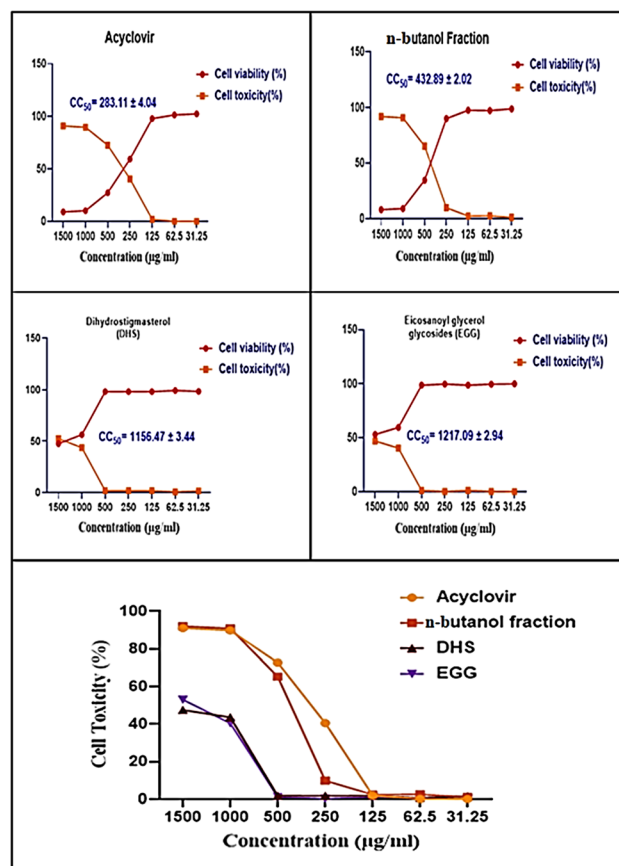 Acyclovir
Cell viability (%)
Cell toxicity(%)
CC50= 283.11 ± 4.04
150
100
50
0
1500 1000 500 250 125 62.5 31.25
Concentration (µg/ml)
n-butanol Fraction
Cell viability (%)
Cell toxicity(%)
CC50= 432.89 ± 2.02
150
100
50
0
1500 1000 500 250 125 62.5 31.25
Concentration (µg/ml)
Dihydrostigmasterol
(DHS)
Cell viability (%)
Cell toxicity(%)
CC50= 1156.47 ± 3.44
150
100
50
0
1500 1000 500 250 125 62.5 31.25
Concentration (µg/ml)
Eicosanoyl glycerol
glycosides (EGG)
Cell viability (%)
Cell toxicity(%)
CC50= 1217.09 ± 2.94
150
100
50
0
1500 1000 500 250 125 62.5 31.25
Concentration (µg/ml)
Acyclovir
n-butanol fraction
DHS
EGG
Cell Toxicity (%)
100
80
60
40
20
0
1500 1000 500 250 125 62.5 31.25
Concentration (µg/ml)